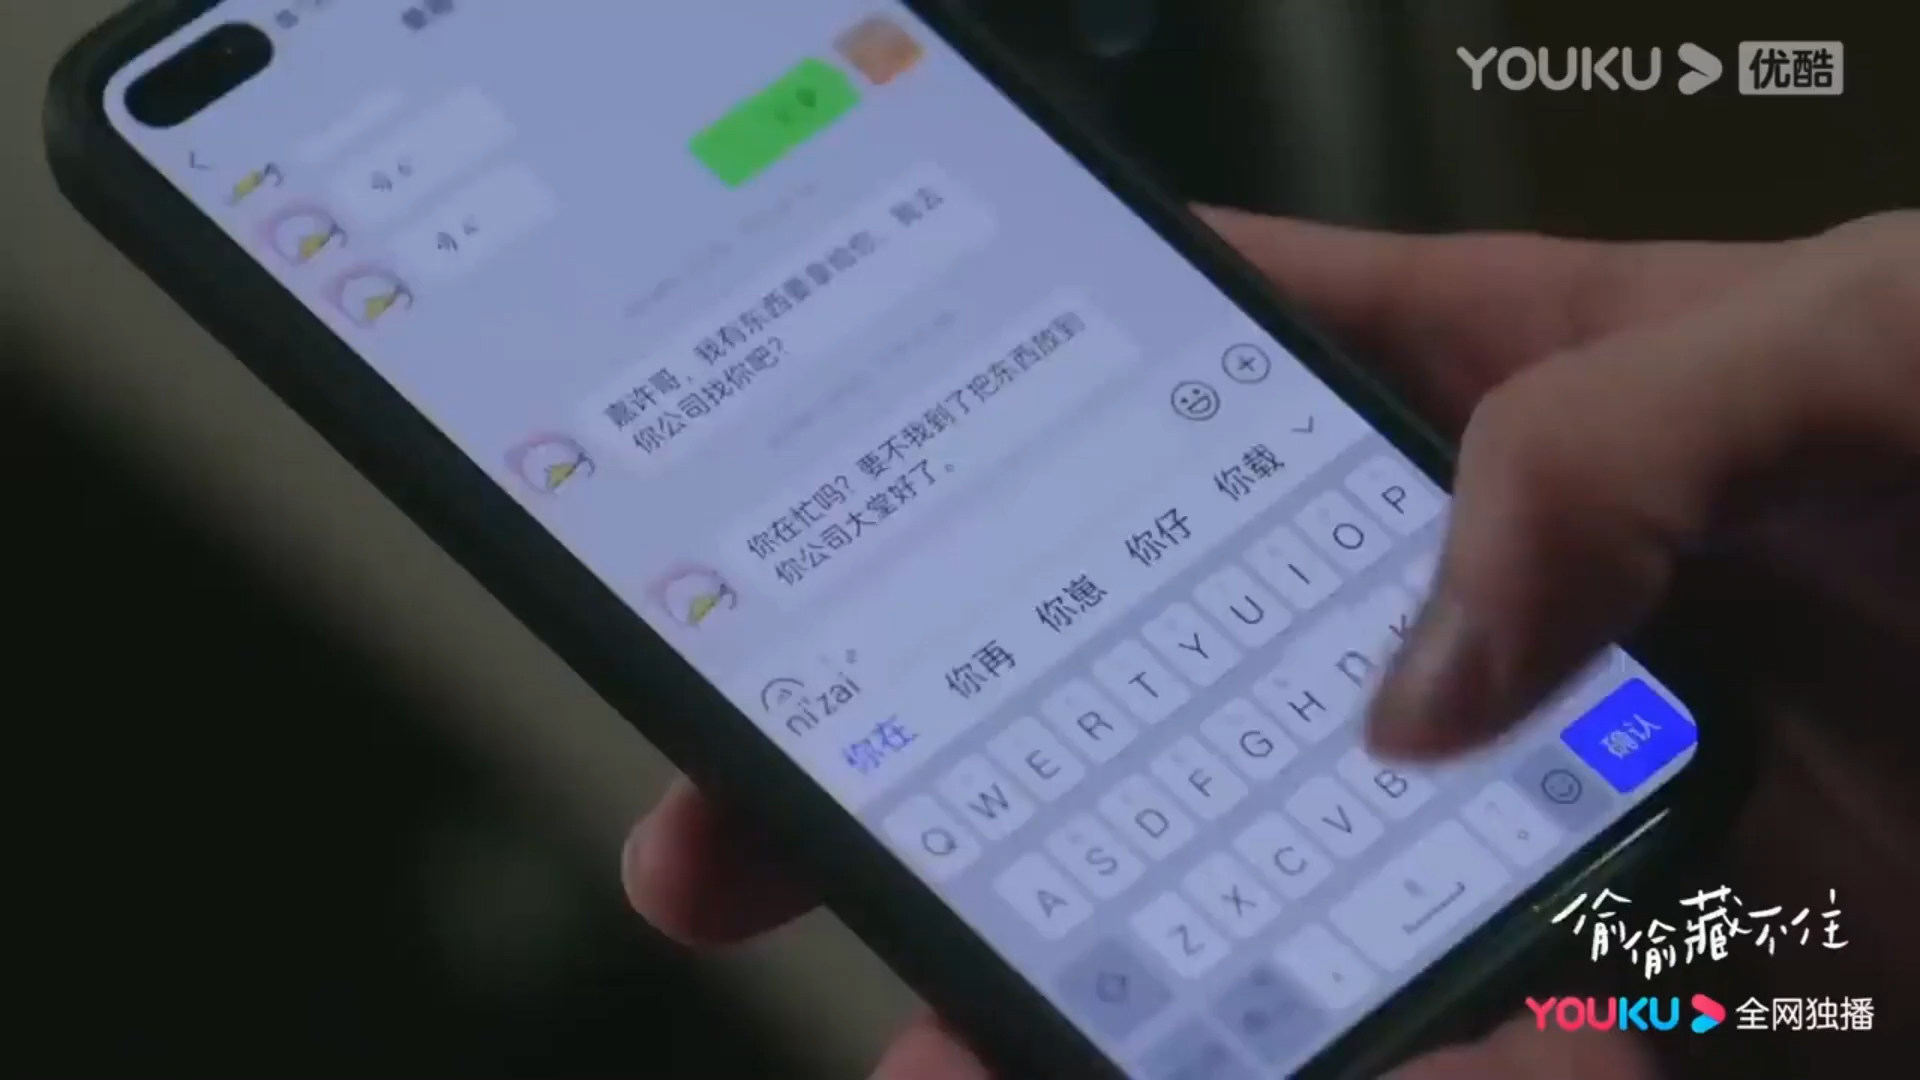 YOUKU 优酷
嘉许哥，我有东西要拿给你，我去
你公司找你吧？
你在忙吗？要不我到了把东西放到
你公司大堂好了。
ni'zai
你在 你再 你崽 你仔 你载
Q W E R T Y U I O P
A S D F G H K
Z X C V B n
确认
偷偷藏不住
YOUKU 全网独播